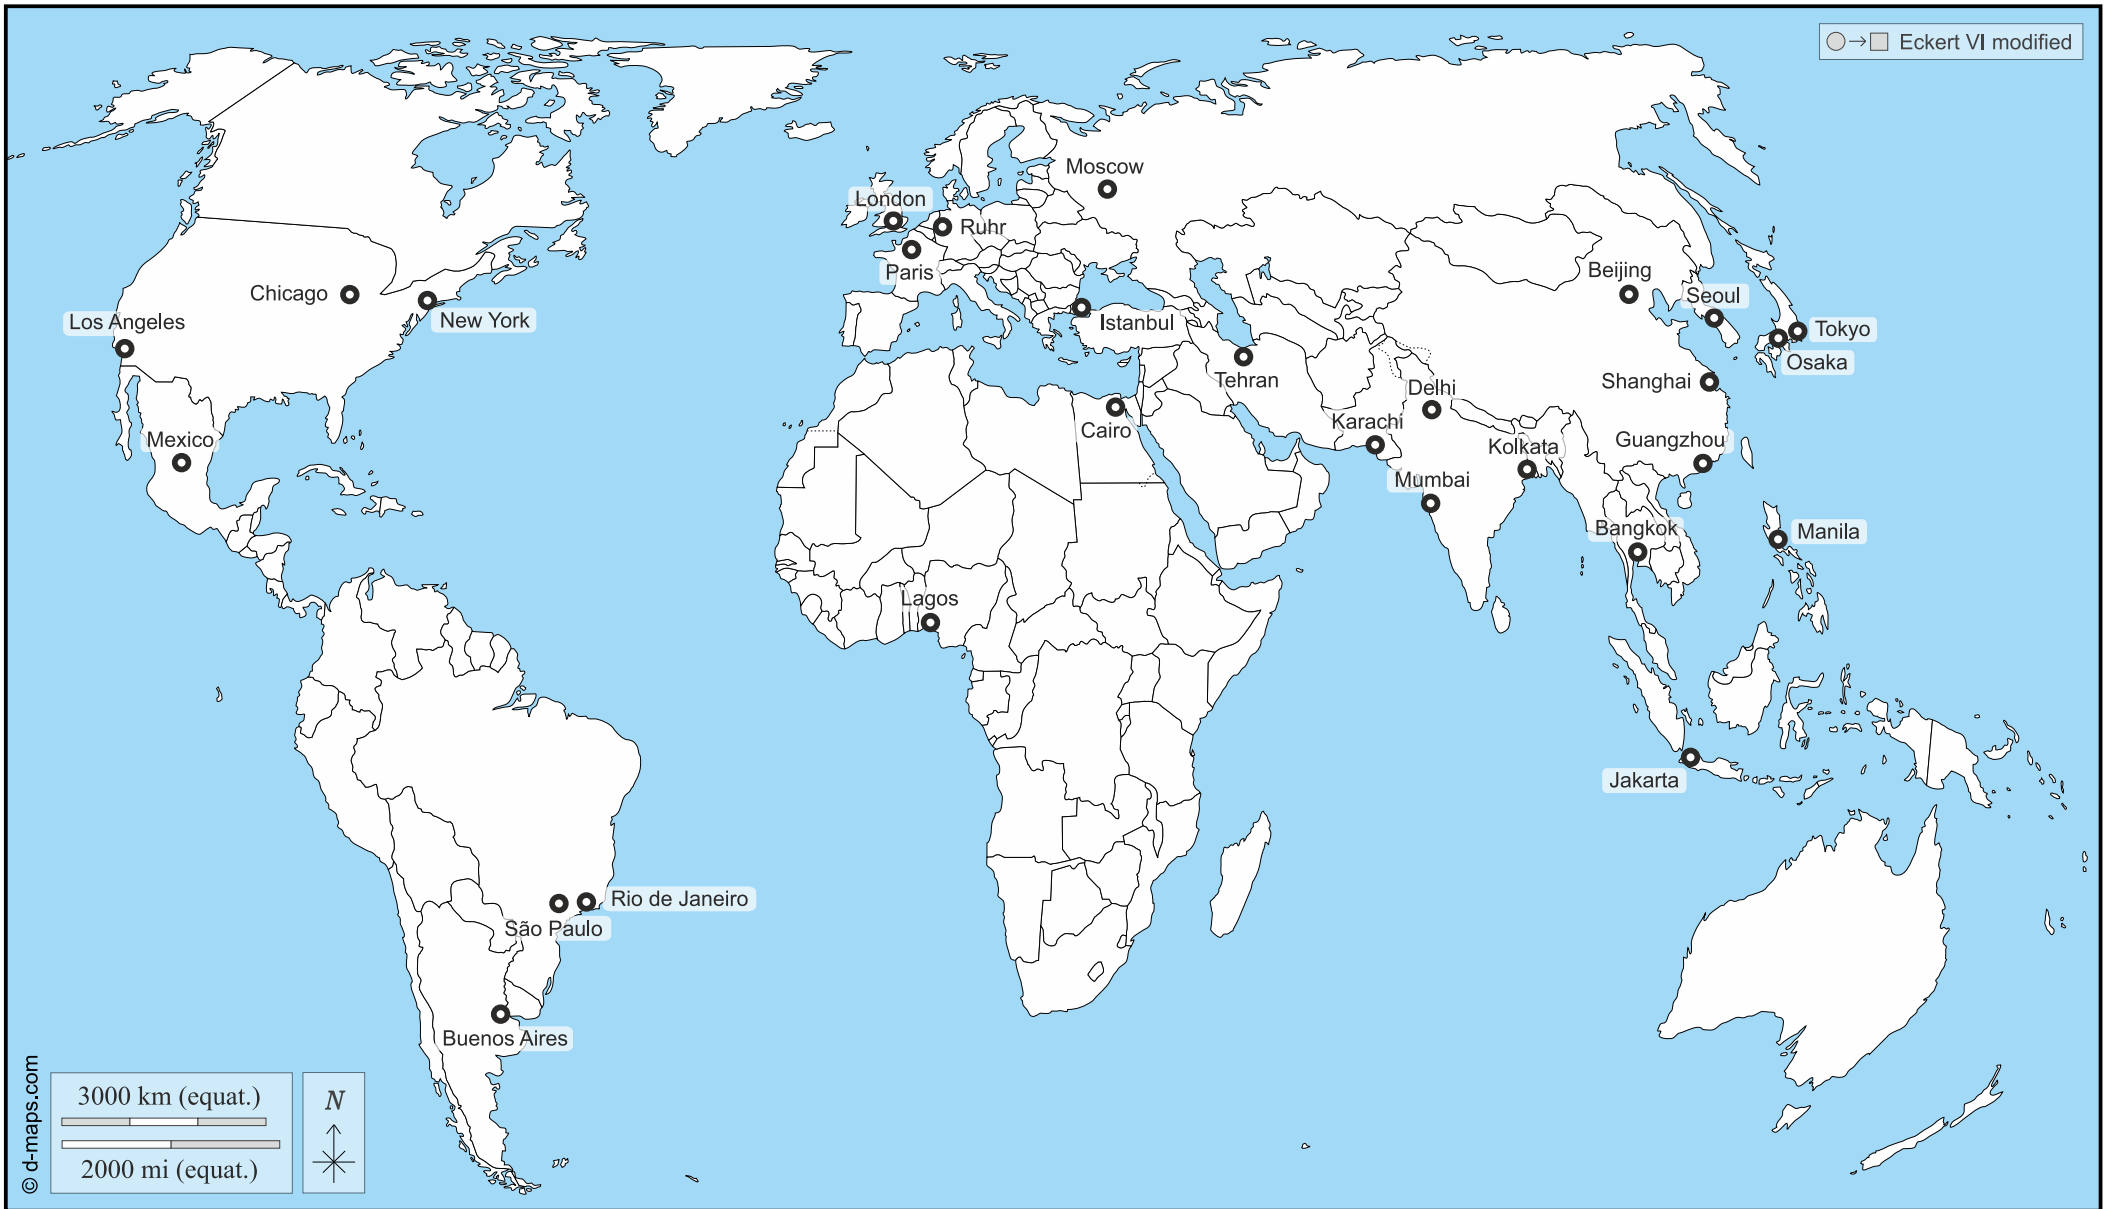 Eckert VI modified
Moscow
London
Ruhr
Paris
Beijing
Chicago
Seoul
New York
Los Angeles
Istanbul
Tokyo
Osaka
Tehran
Shanghai
Delhi
Karachi
Cairo
Mexico
Guangzhou
Kolkata
Mumbai
Bangkok
Manila
Lagos
Jakarta
Rio de Janeiro
São Paulo
Buenos Aires
3000 km (equat.)
2000 mi (equat.)
N
© d-maps.com